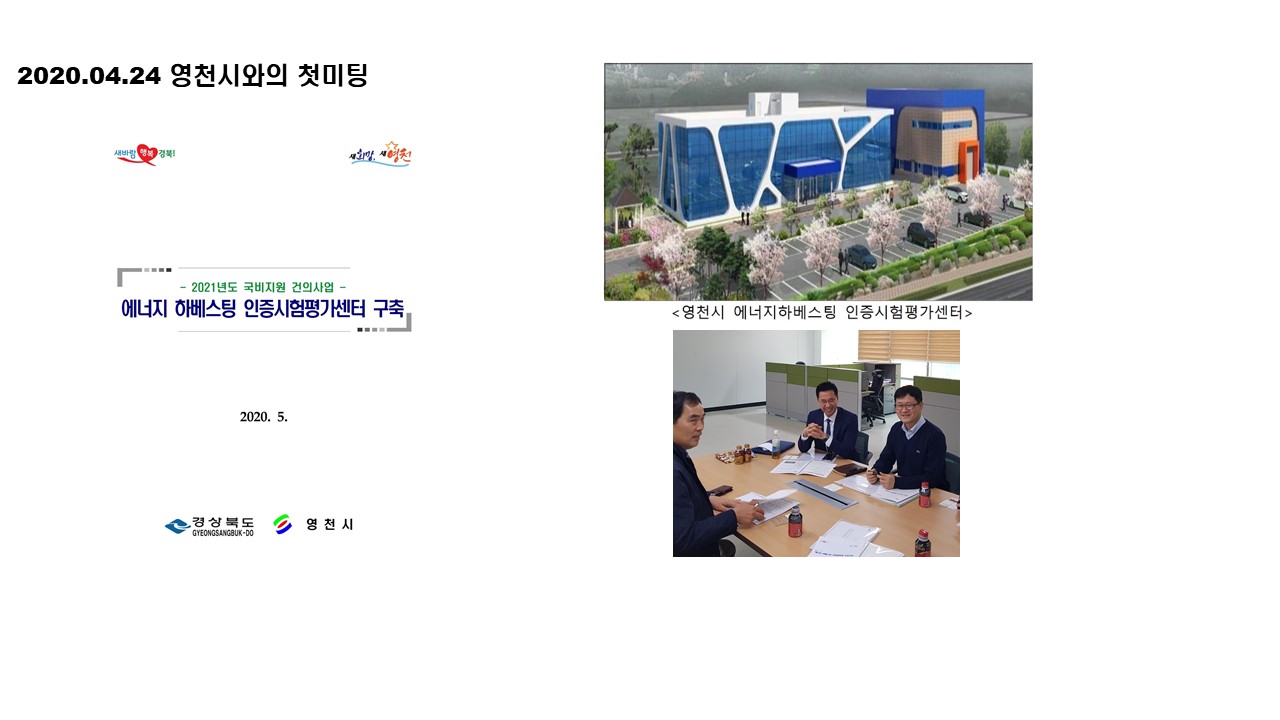 2020.04.24 영천시와의 첫미팅
새바람 행복 경북!
새희망, 새영천
- 2021년도 국비지원 건의사업 -
에너지 하베스팅 인증시험평가센터 구축
2020. 5.
경상북도
GYEONGSANGBUK-DO
영 천 시
<영천시 에너지하베스팅 인증시험평가센터>